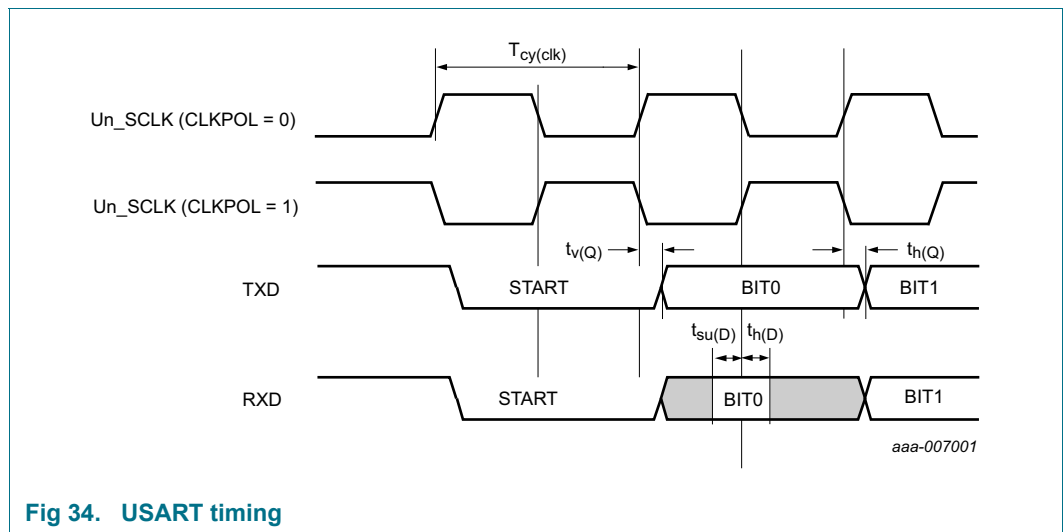 Tcy(clk)
Un_SCLK (CLKPOL = 0)
Un_SCLK (CLKPOL = 1)
tv(Q)
th(Q)
TXD
START
BIT0
BIT1
tsu(D)
th(D)
RXD
START
BIT0
BIT1
aaa-007001
Fig 34. USART timing